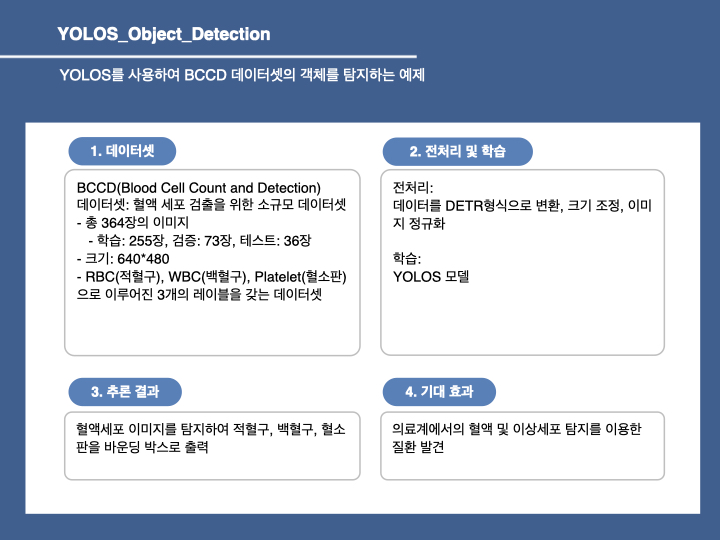 YOLOS_Object_Detection
YOLOS를 사용하여 BCCD 데이터셋의 객체를 탐지하는 예제
1. 데이터셋
BCCD(Blood Cell Count and Detection)
데이터셋: 혈액 세포 검출을 위한 소규모 데이터셋
- 총 364장의 이미지
- 학습: 255장, 검증: 73장, 테스트: 36장
- 크기: 640*480
- RBC(적혈구), WBC(백혈구), Platelet(혈소판)
으로 이루어진 3개의 레이블을 갖는 데이터셋
2. 전처리 및 학습
전처리:
데이터를 DETR형식으로 변환, 크기 조정, 이미
지 정규화
학습:
YOLOS 모델
3. 추론 결과
혈액세포 이미지를 탐지하여 적혈구, 백혈구, 혈소
판을 바운딩 박스로 출력
4. 기대 효과
의료계에서의 혈액 및 이상세포 탐지를 이용한
질환 발견